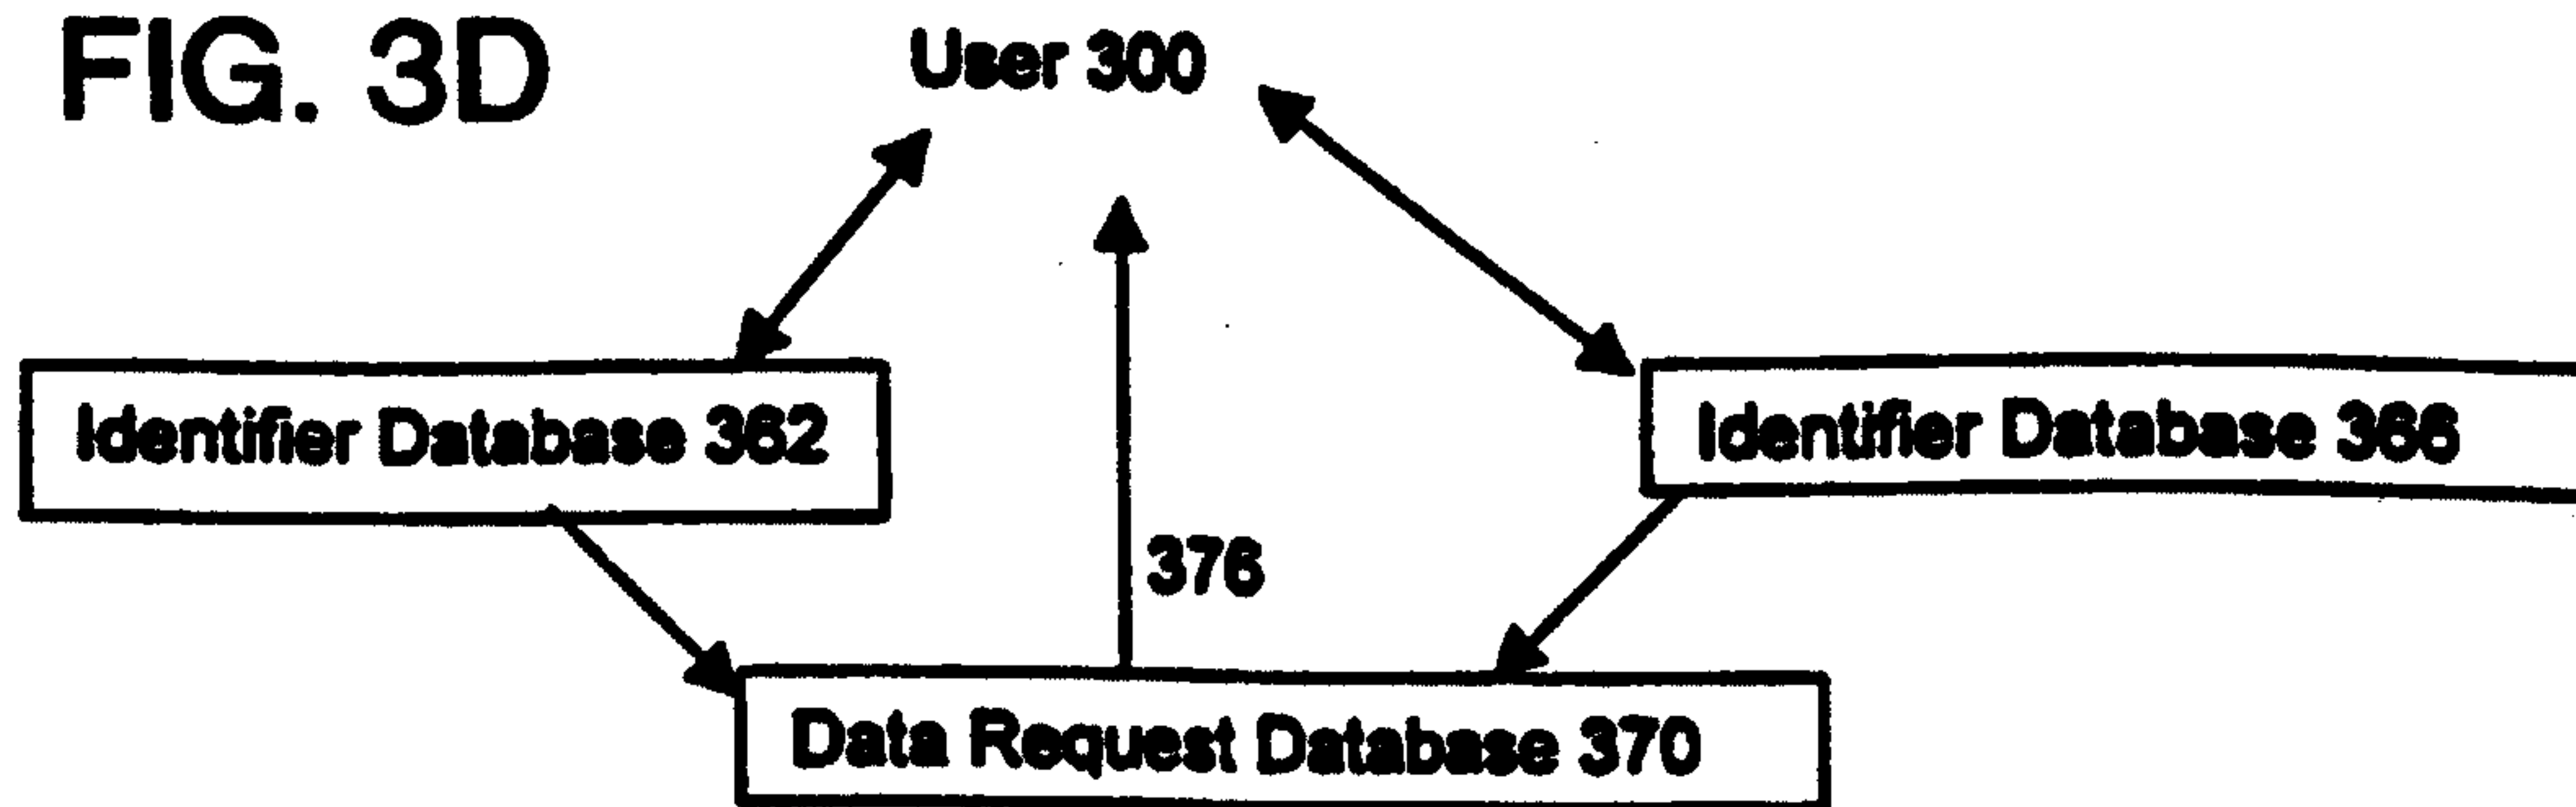 FIG. 3D
User 300
Identifier Database 362
Identifier Database 366
376
Data Request Database 370